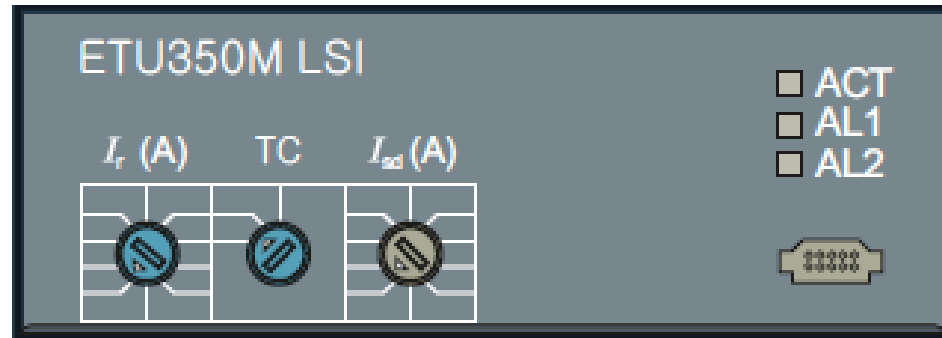 ETU350M LSI
ACT
AL1
AL2
Ir (A) TC Isd (A)